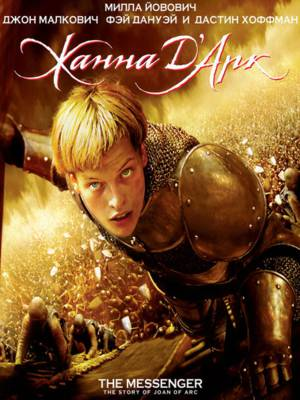 МИЛЛА ЙОВОВИЧ
ДЖОН МАЛКОВИЧ ФЭЙ ДАНУЭЙ И ДАСТИН ХОФФМАН
Жанна Д'Арк
THE MESSENGER
THE STORY OF JOAN OF ARC